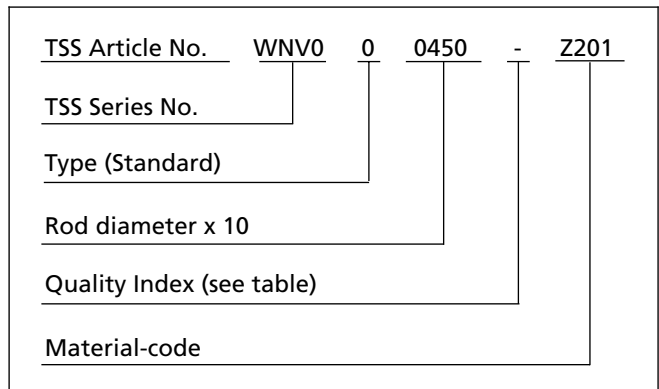 TSS Article No. WNV0 0 0450 - Z201
TSS Series No.
Type (Standard)
Rod diameter x 10
Quality Index (see table)
Material-code